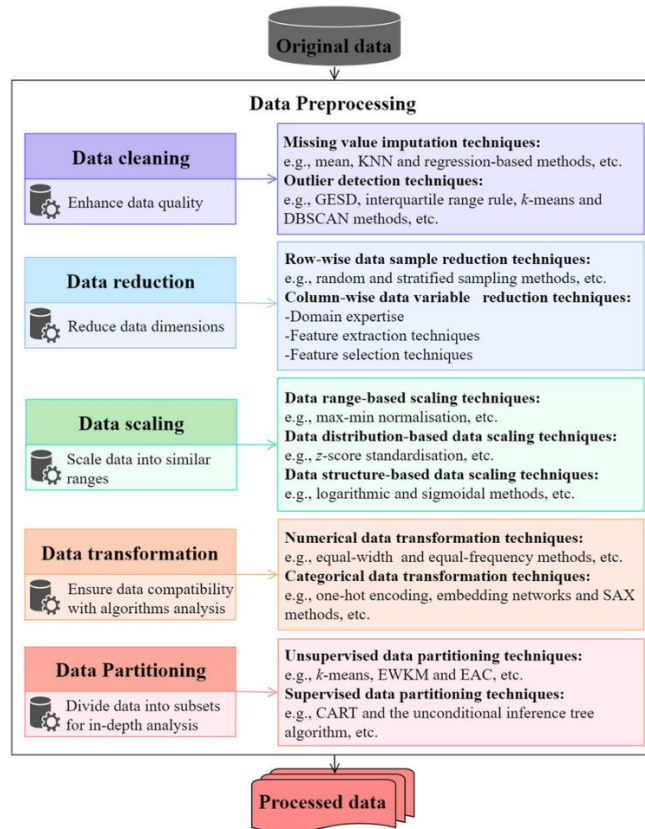 Original data
Data Preprocessing
Data cleaning
Enhance data quality
Missing value imputation techniques:
e.g., mean, KNN and regression-based methods, etc.
Outlier detection techniques:
e.g., GESD, interquartile range rule, k-means and
DBSCAN methods, etc.
Data reduction
Reduce data dimensions
Row-wise data sample reduction techniques:
e.g., random and stratified sampling methods, etc.
Column-wise data variable reduction techniques:
-Domain expertise
-Feature extraction techniques
-Feature selection techniques
Data scaling
Scale data into similar
ranges
Data range-based scaling techniques:
e.g., max-min normalisation, etc.
Data distribution-based data scaling techniques:
e.g., z-score standardisation, etc.
Data structure-based data scaling techniques:
e.g., logarithmic and sigmoidal methods, etc.
Data transformation
Ensure data compatibility
with algorithms analysis
Numerical data transformation techniques:
e.g., equal-width and equal-frequency methods, etc.
Categorical data transformation techniques:
e.g., one-hot encoding, embedding networks and SAX
methods, etc.
Data Partitioning
Divide data into subsets
for in-depth analysis
Unsupervised data partitioning techniques:
e.g., k-means, EWKM and EAC, etc.
Supervised data partitioning techniques:
e.g., CART and the unconditional inference tree
algorithm, etc.
Processed data